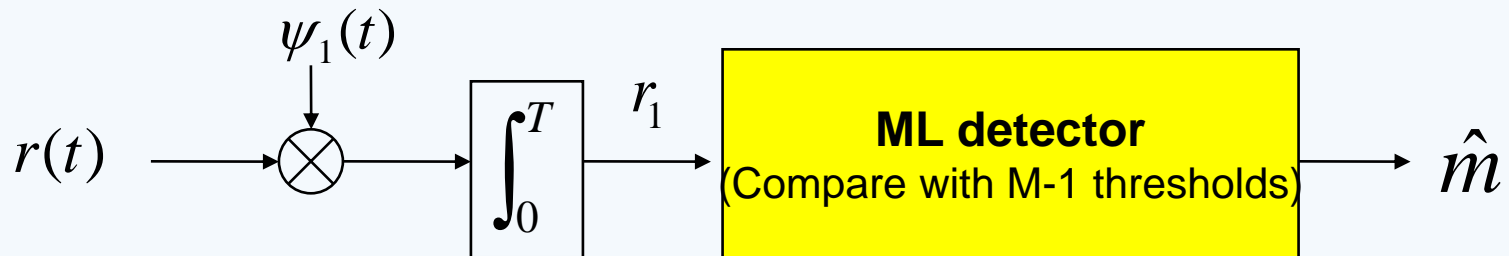 ψ₁(t)
r(t)
∫₀ᵀ
r₁
ML detector
(Compare with M-1 thresholds)
m̂